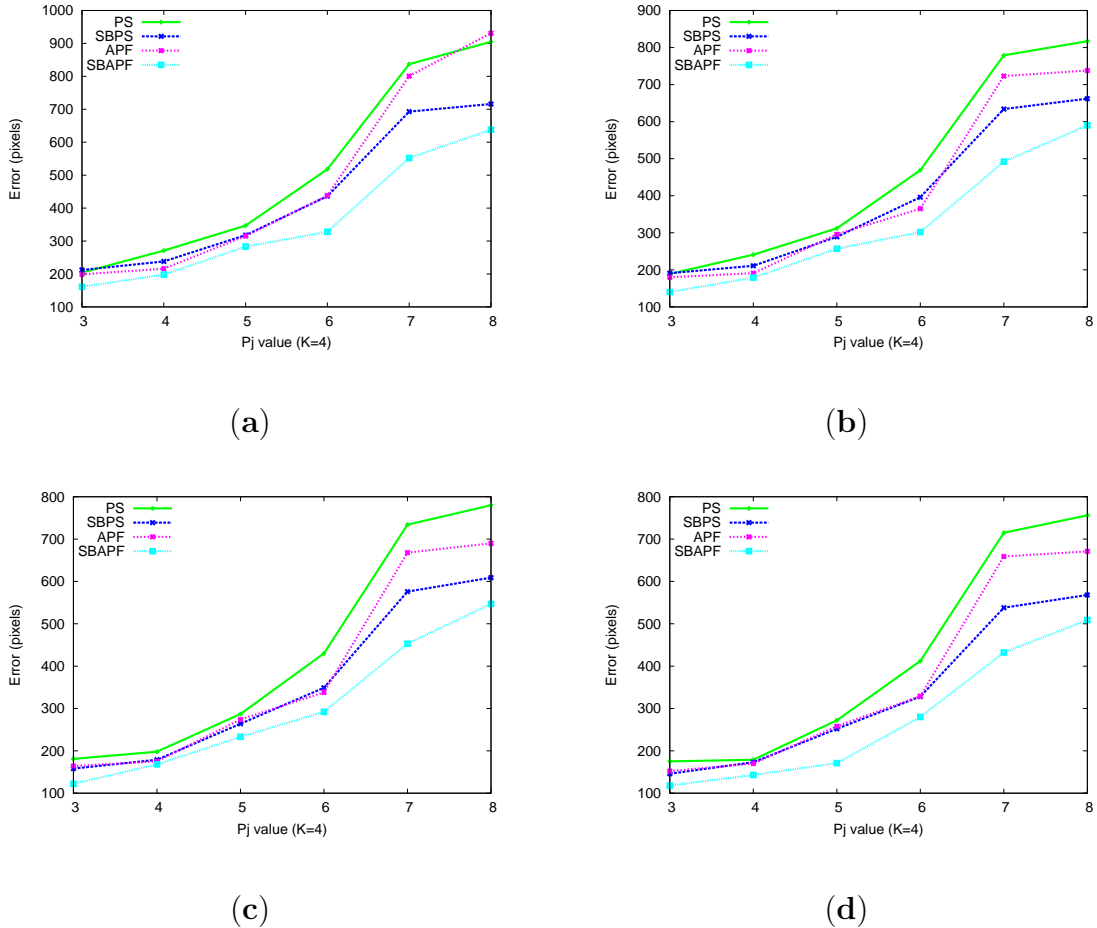 1000
900
800
700
600
500
400
300
200
100
3 4 5 6 7 8
Error (pixels)
Pj value (K=4)
PS
SBPS
APF
SBAPF
(a)
900
800
700
600
500
400
300
200
100
3 4 5 6 7 8
Error (pixels)
Pj value (K=4)
PS
SBPS
APF
SBAPF
(b)
800
700
600
500
400
300
200
100
3 4 5 6 7 8
Error (pixels)
Pj value (K=4)
PS
SBPS
APF
SBAPF
(c)
800
700
600
500
400
300
200
100
3 4 5 6 7 8
Error (pixels)
Pj value (K=4)
PS
SBPS
APF
SBAPF
(d)